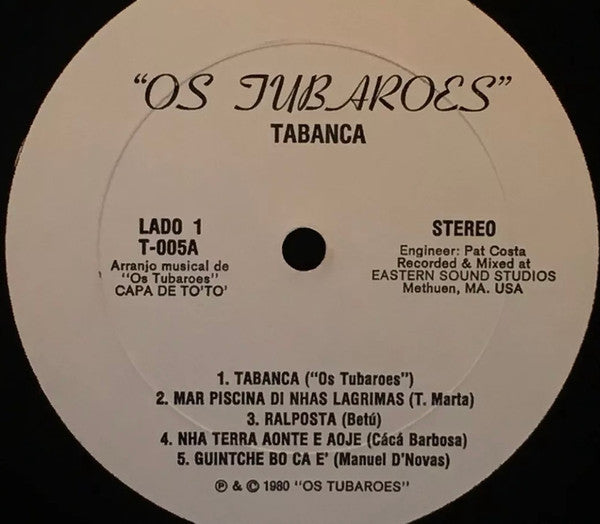 "OS TUBAROES"
TABANCA
LADO 1
T-005A
Arranjo musical de
"Os Tubaroes"
CAPA DE TO'TO'
STEREO
Engineer: Pat Costa
Recorded & Mixed at
EASTERN SOUND STUDIOS
Methuen, MA. USA
1. TABANCA ("Os Tubaroes")
2. MAR PISCINA DI NHAS LAGRIMAS (T. Marta)
3. RALPOSTA (Betú)
4. NHA TERRA AONTE E AOJE (Cácá Barbosa)
5. GUINTCHE BO CA E' (Manuel D'Novas)
℗ & © 1980 "OS TUBAROES"